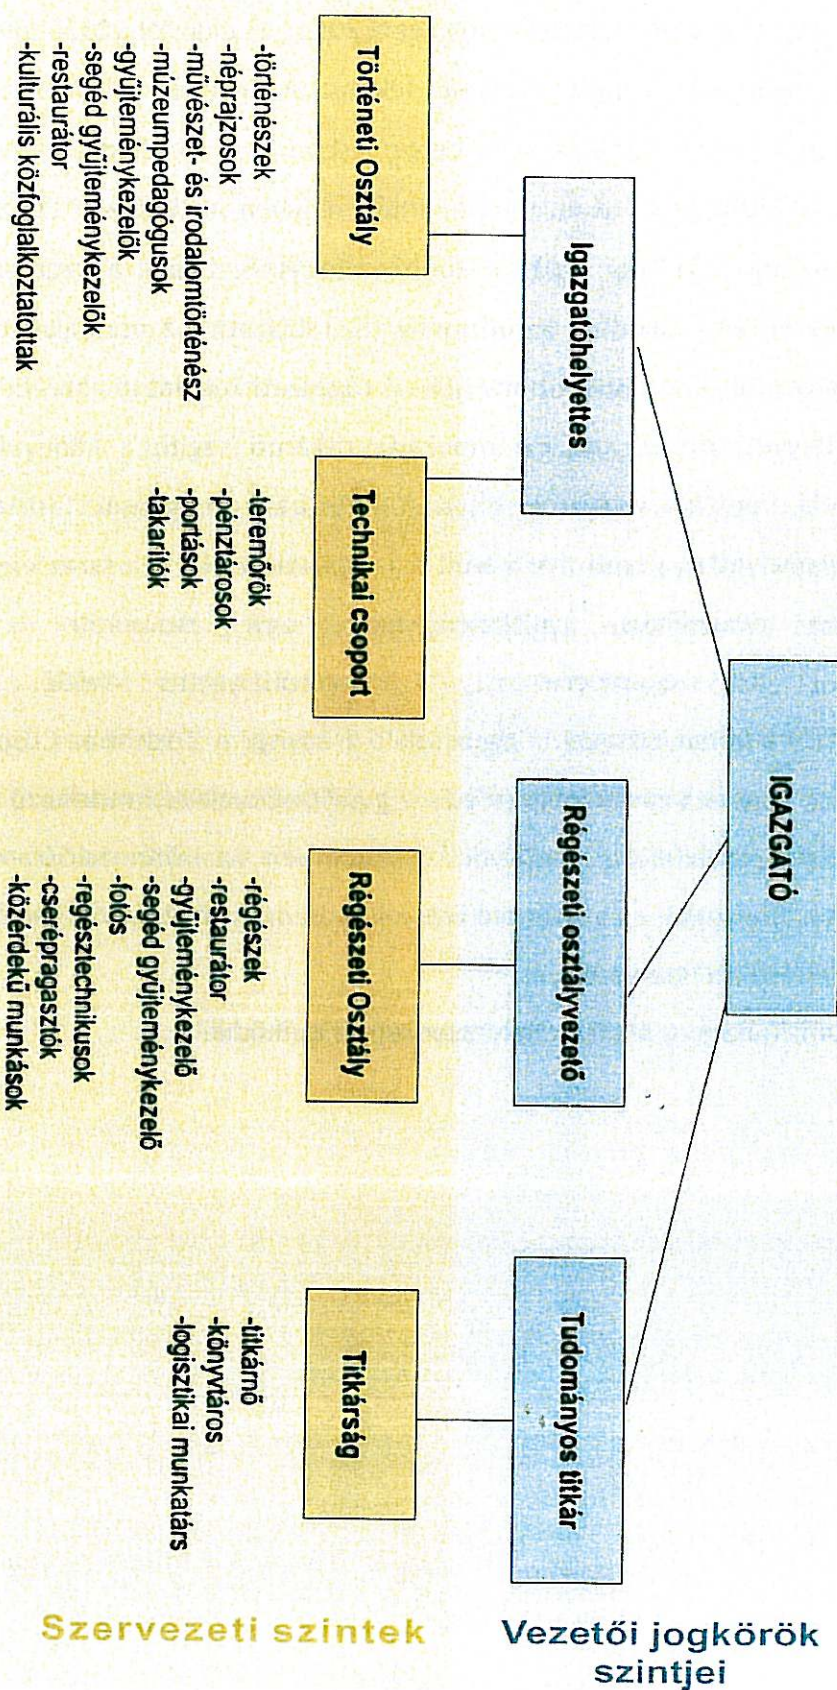 IGAZGATÓ
Igazgatóhelyettes
Régészeti osztályvezető
Tudományos titkár
Vezetői jogkörök
szintjei
Történeti Osztály
-történészek
-néprajzosok
-művészet- és irodalomtörténész
-múzeumpedagógusok
-gyűjteménykezelők
-segéd gyűjteménykezelők
-restaurátor
-kulturális közfoglalkoztatottak
Technikai csoport
-teremőrök
-pénztárosok
-portások
-takarítók
Régészeti Osztály
-régészek
-restaurátor
-gyűjteménykezelő
-segéd gyűjteménykezelő
-fotós
-regésztechnikusok
-cserépragasztók
-közérdekű munkások
Titkárság
-titkárnő
-könyvtáros
-logisztikai munkatárs
Szervezeti szintek